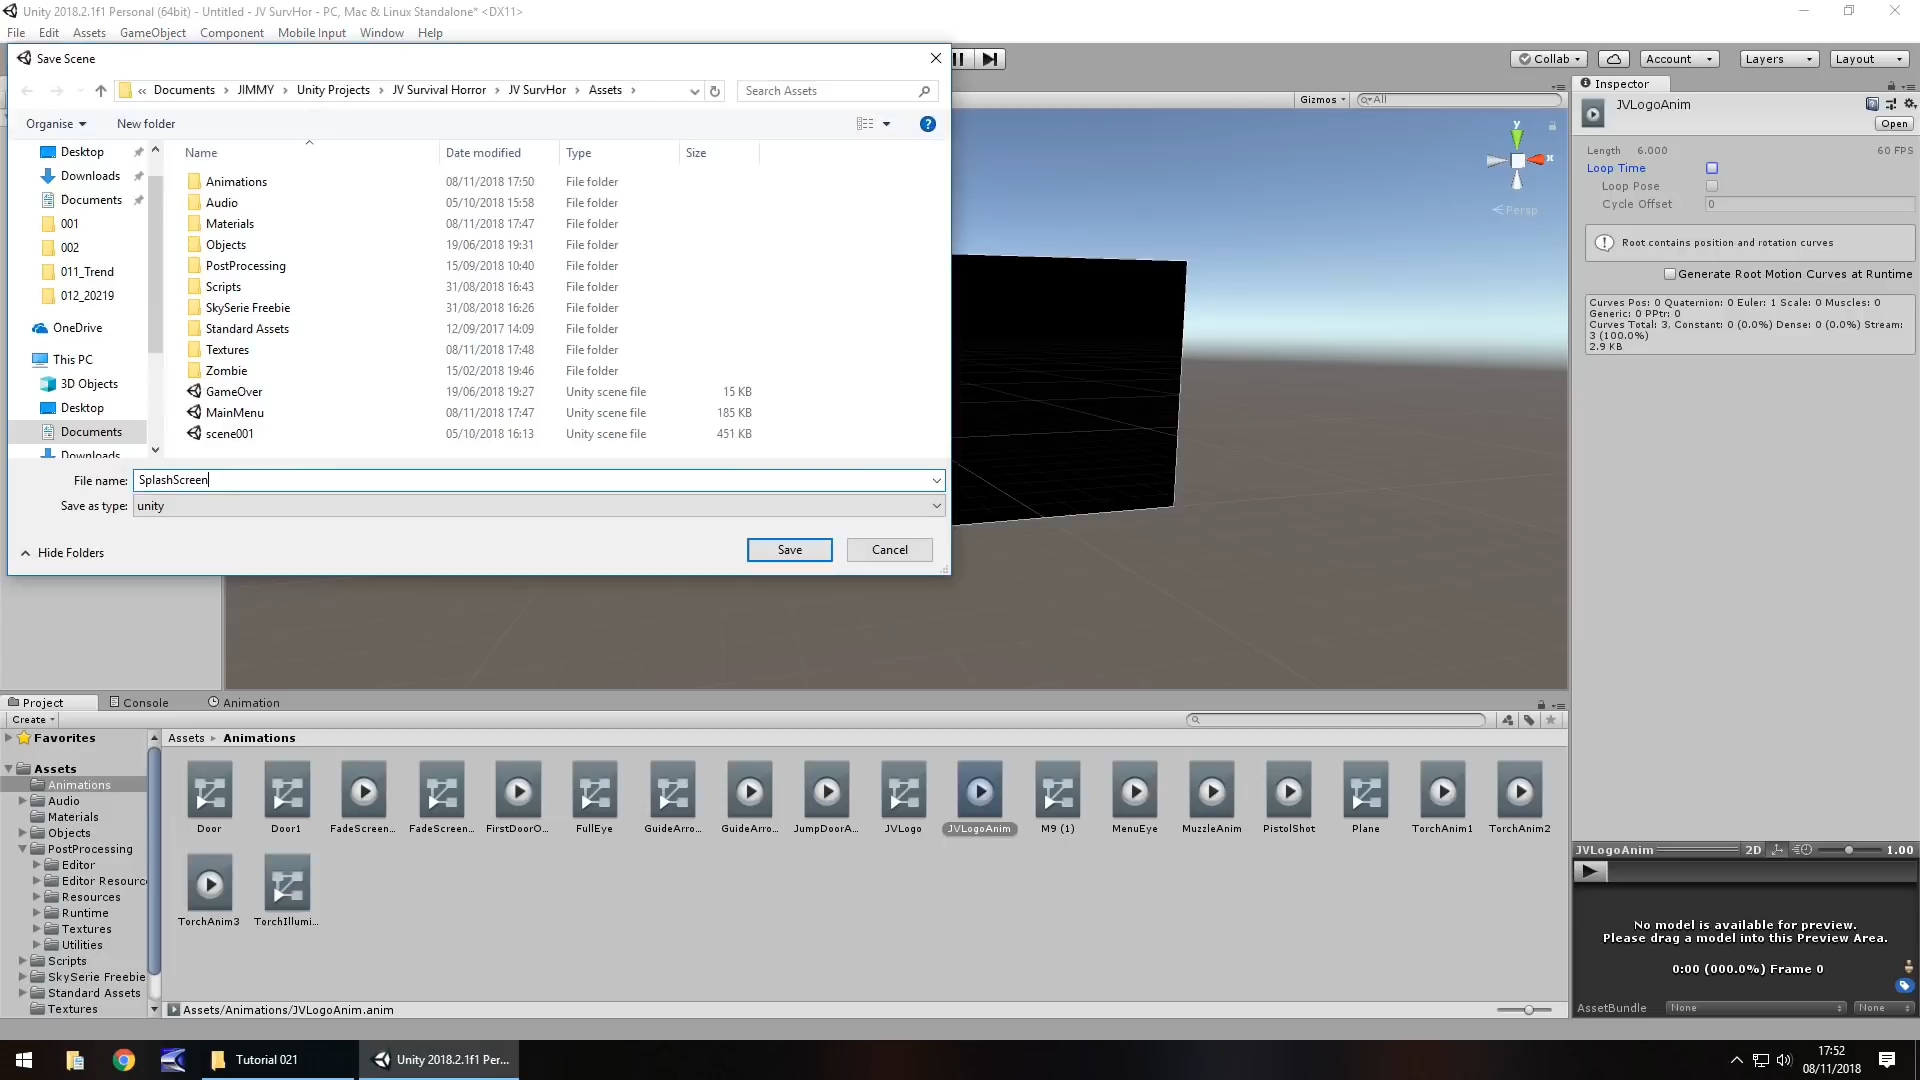 Unity 2018.2.1f1 Personal (64bit) - Untitled - JV SurvHor - PC, Mac & Linux Standalone* <DX11>
File Edit Assets GameObject Component Mobile Input Window Help
Save Scene
Collab Account Layers Layout
« Documents JIMMY Unity Projects JV Survival Horror JV SurvHor Assets Search Assets
Organise New folder
Name Date modified Type Size
Desktop
Downloads
Documents
001
002
011_Trend
012_20219
OneDrive
This PC
3D Objects
Desktop
Documents
Downloads
Animations 08/11/2018 17:50 File folder
Audio 05/10/2018 15:58 File folder
Materials 08/11/2018 17:47 File folder
Objects 19/06/2018 19:31 File folder
PostProcessing 15/09/2018 10:40 File folder
Scripts 31/08/2018 16:43 File folder
SkySerie Freebie 31/08/2018 16:26 File folder
Standard Assets 12/09/2017 14:09 File folder
Textures 08/11/2018 17:48 File folder
Zombie 15/02/2018 19:46 File folder
GameOver 19/06/2018 19:27 Unity scene file 15 KB
MainMenu 08/11/2018 17:47 Unity scene file 185 KB
scene001 05/10/2018 16:13 Unity scene file 451 KB
File name: SplashScreen
Save as type: unity
Hide Folders Save Cancel
Gizmos All
y
x
Persp
Inspector
JVLogoAnim
Open
Length 6.000 60 FPS
Loop Time
Loop Pose
Cycle Offset 0
Root contains position and rotation curves
Generate Root Motion Curves at Runtime
Curves Pos: 0 Quaternion: 0 Euler: 1 Scale: 0 Muscles: 0
Generic: 0 PPtr: 0
Curves Total: 3, Constant: 0 (0.0%) Dense: 0 (0.0%) Stream:
3 (100.0%)
2.9 KB
Project Console Animation
Create
Favorites
Assets
Animations
Audio
Materials
Objects
PostProcessing
Editor
Editor Resourc
Resources
Runtime
Textures
Utilities
Scripts
SkySerie Freebie
Standard Assets
Textures
Assets Animations
Door Door1 FadeScreen... FadeScreen... FirstDoorO... FullEye GuideArro... GuideArro... JumpDoorA... JVLogo JVLogoAnim M9 (1) MenuEye MuzzleAnim PistolShot Plane TorchAnim1 TorchAnim2
TorchAnim3 TorchIllumi...
Assets/Animations/JVLogoAnim.anim
JVLogoAnim 2D 1.00
No model is available for preview.
Please drag a model into this Preview Area.
0:00 (000.0%) Frame 0
AssetBundle None None
Tutorial 021 Unity 2018.2.1f1 Per...
17:52
08/11/2018